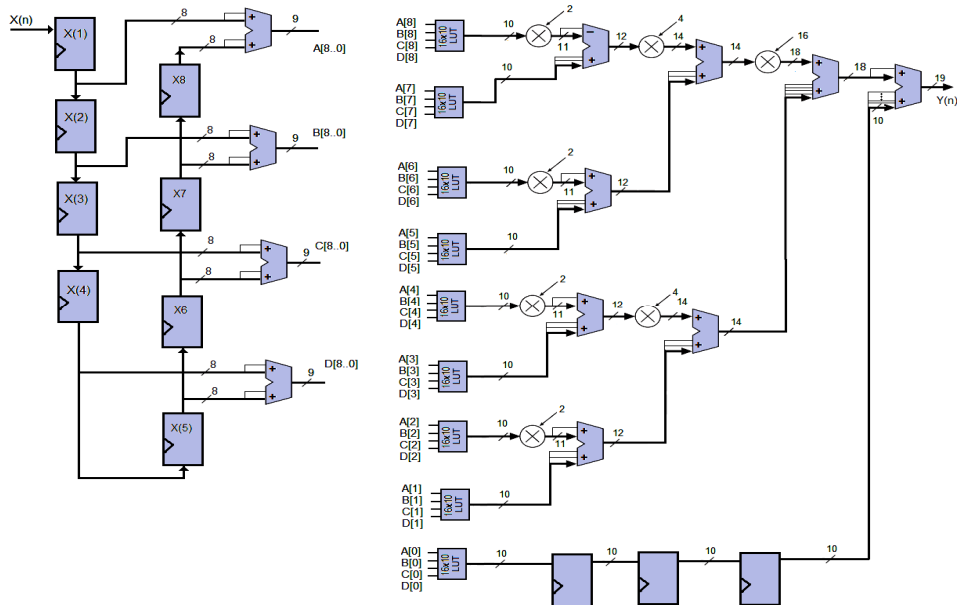 X(n)
X(1)
8
+
9
+
A[8..0]
8
X8
X(2)
8
+
9
B[8..0]
+
8
X(3)
X7
8
+
9
C[8..0]
+
8
X(4)
X6
8
+
9
D[8..0]
+
8
X(5)
A[8]
B[8]
C[8]
D[8]
16x10
LUT
10
2
11
−
+
12
4
14
+
+
14
16
18
+
+
18
+
+
19
Y(n)
10
A[7]
B[7]
C[7]
D[7]
16x10
LUT
10
A[6]
B[6]
C[6]
D[6]
16x10
LUT
10
2
11
+
+
12
A[5]
B[5]
C[5]
D[5]
16x10
LUT
10
A[4]
B[4]
C[4]
D[4]
16x10
LUT
10
2
11
+
+
12
4
14
+
+
14
A[3]
B[3]
C[3]
D[3]
16x10
LUT
10
A[2]
B[2]
C[2]
D[2]
16x10
LUT
10
2
11
+
+
12
A[1]
B[1]
C[1]
D[1]
16x10
LUT
10
A[0]
B[0]
C[0]
D[0]
16x10
LUT
10
10
10
10